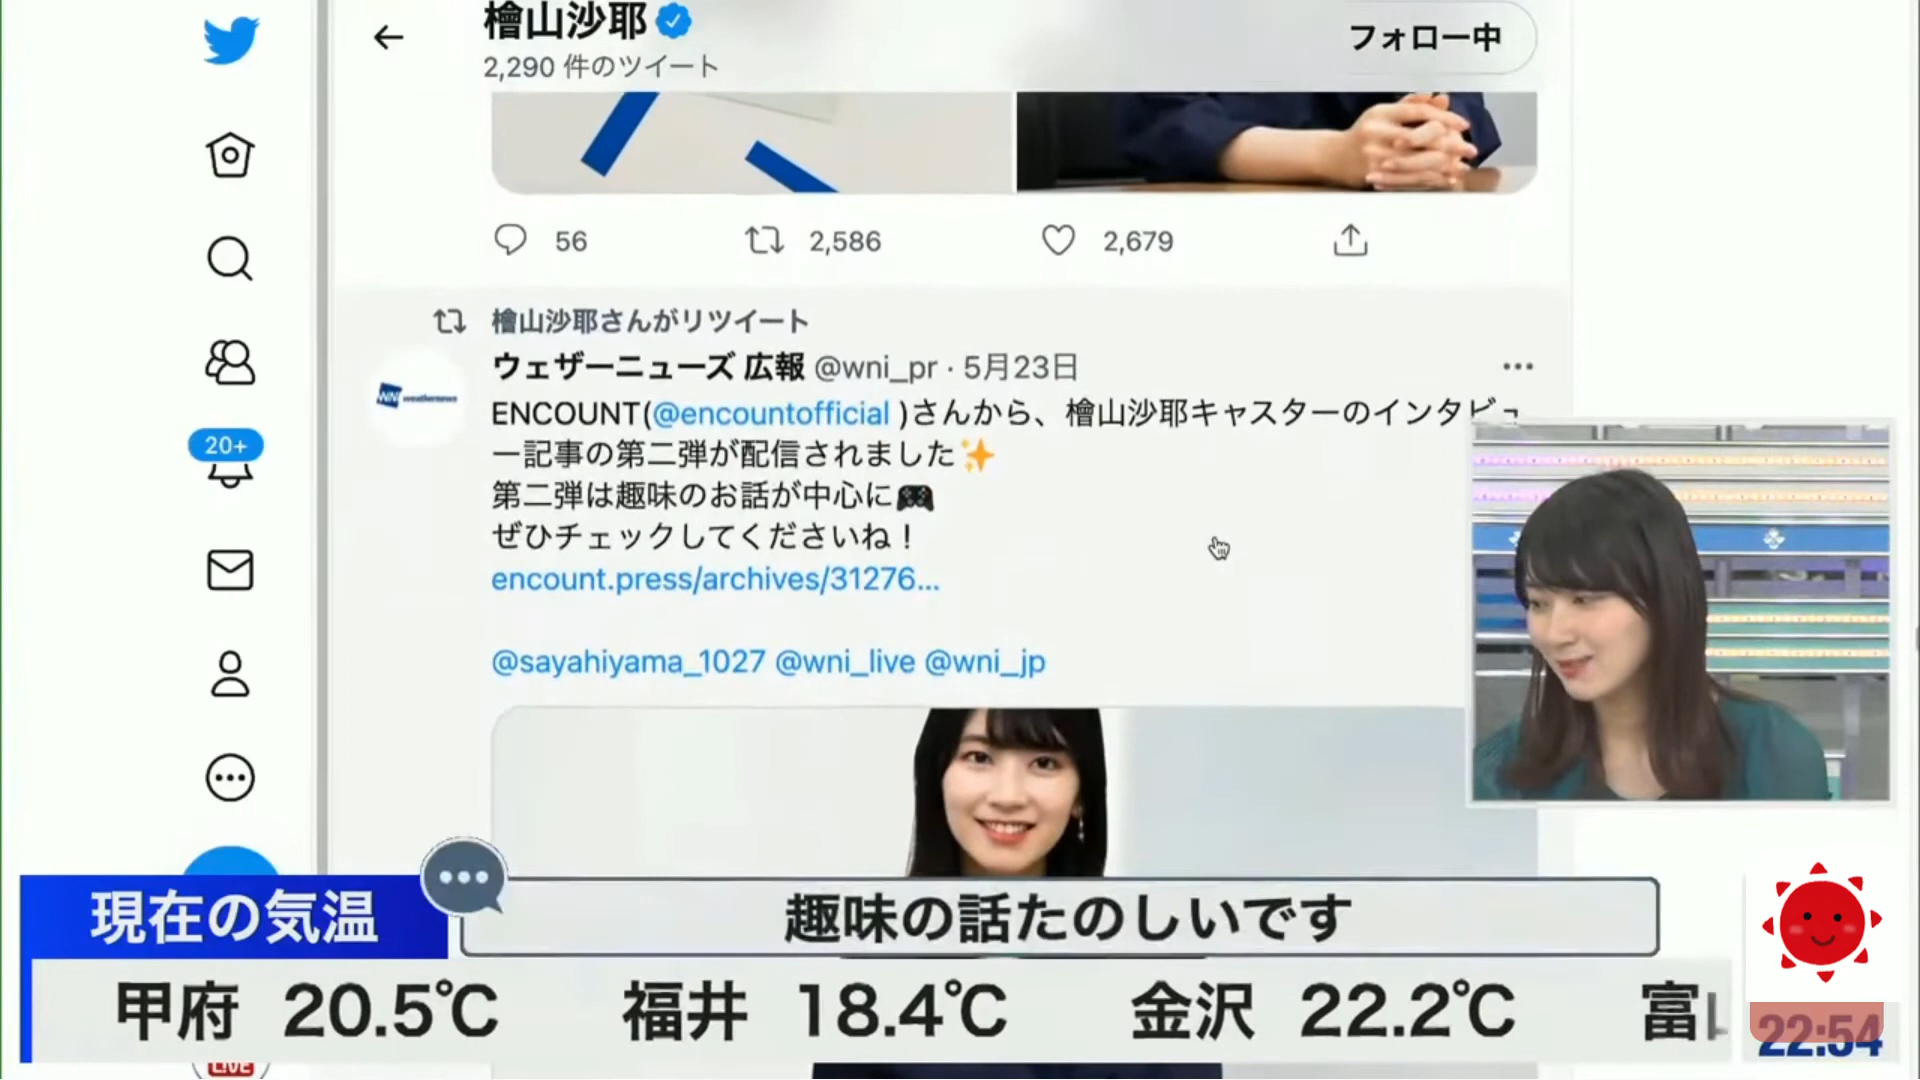 檜山沙耶
2,290 件のツイート
フォロー中
56
2,586
2,679
檜山沙耶さんがリツイート
ウェザーニューズ 広報 @wni_pr · 5月23日
ENCOUNT(@encountofficial )さんから、檜山沙耶キャスターのインタビュ
ー記事の第二弾が配信されました✨
第二弾は趣味のお話が中心に🎮
ぜひチェックしてくださいね！
encount.press/archives/31276...
@sayahiyama_1027 @wni_live @wni_jp
20+
WNI weathernews
現在の気温
趣味の話たのしいです
甲府 20.5℃ 福井 18.4℃ 金沢 22.2℃ 富
22:54
LIVE